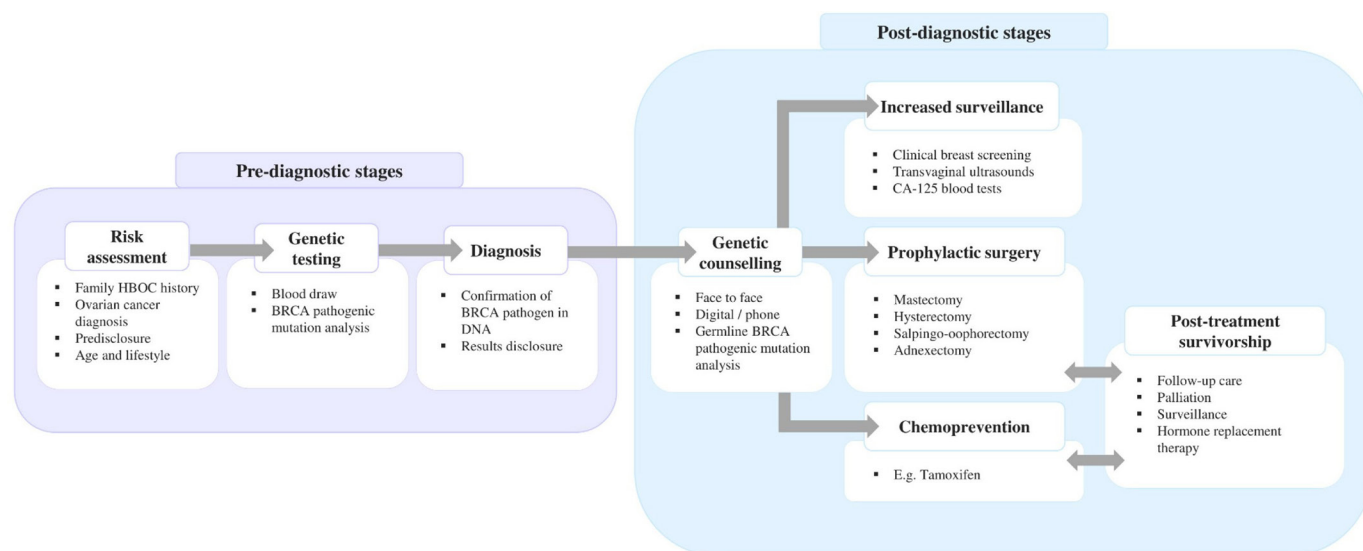 Post-diagnostic stages
Increased surveillance
▪ Clinical breast screening
▪ Transvaginal ultrasounds
▪ CA-125 blood tests
Pre-diagnostic stages
Risk
assessment
▪ Family HBOC history
▪ Ovarian cancer
diagnosis
▪ Predisclosure
▪ Age and lifestyle
Genetic
testing
▪ Blood draw
▪ BRCA pathogenic
mutation analysis
Diagnosis
▪ Confirmation of
BRCA pathogen in
DNA
▪ Results disclosure
Genetic
counselling
▪ Face to face
▪ Digital / phone
▪ Germline BRCA
pathogenic mutation
analysis
Prophylactic surgery
▪ Mastectomy
▪ Hysterectomy
▪ Salpingo-oophorectomy
▪ Adnexectomy
Chemoprevention
▪ E.g. Tamoxifen
Post-treatment
survivorship
▪ Follow-up care
▪ Palliation
▪ Surveillance
▪ Hormone replacement
therapy